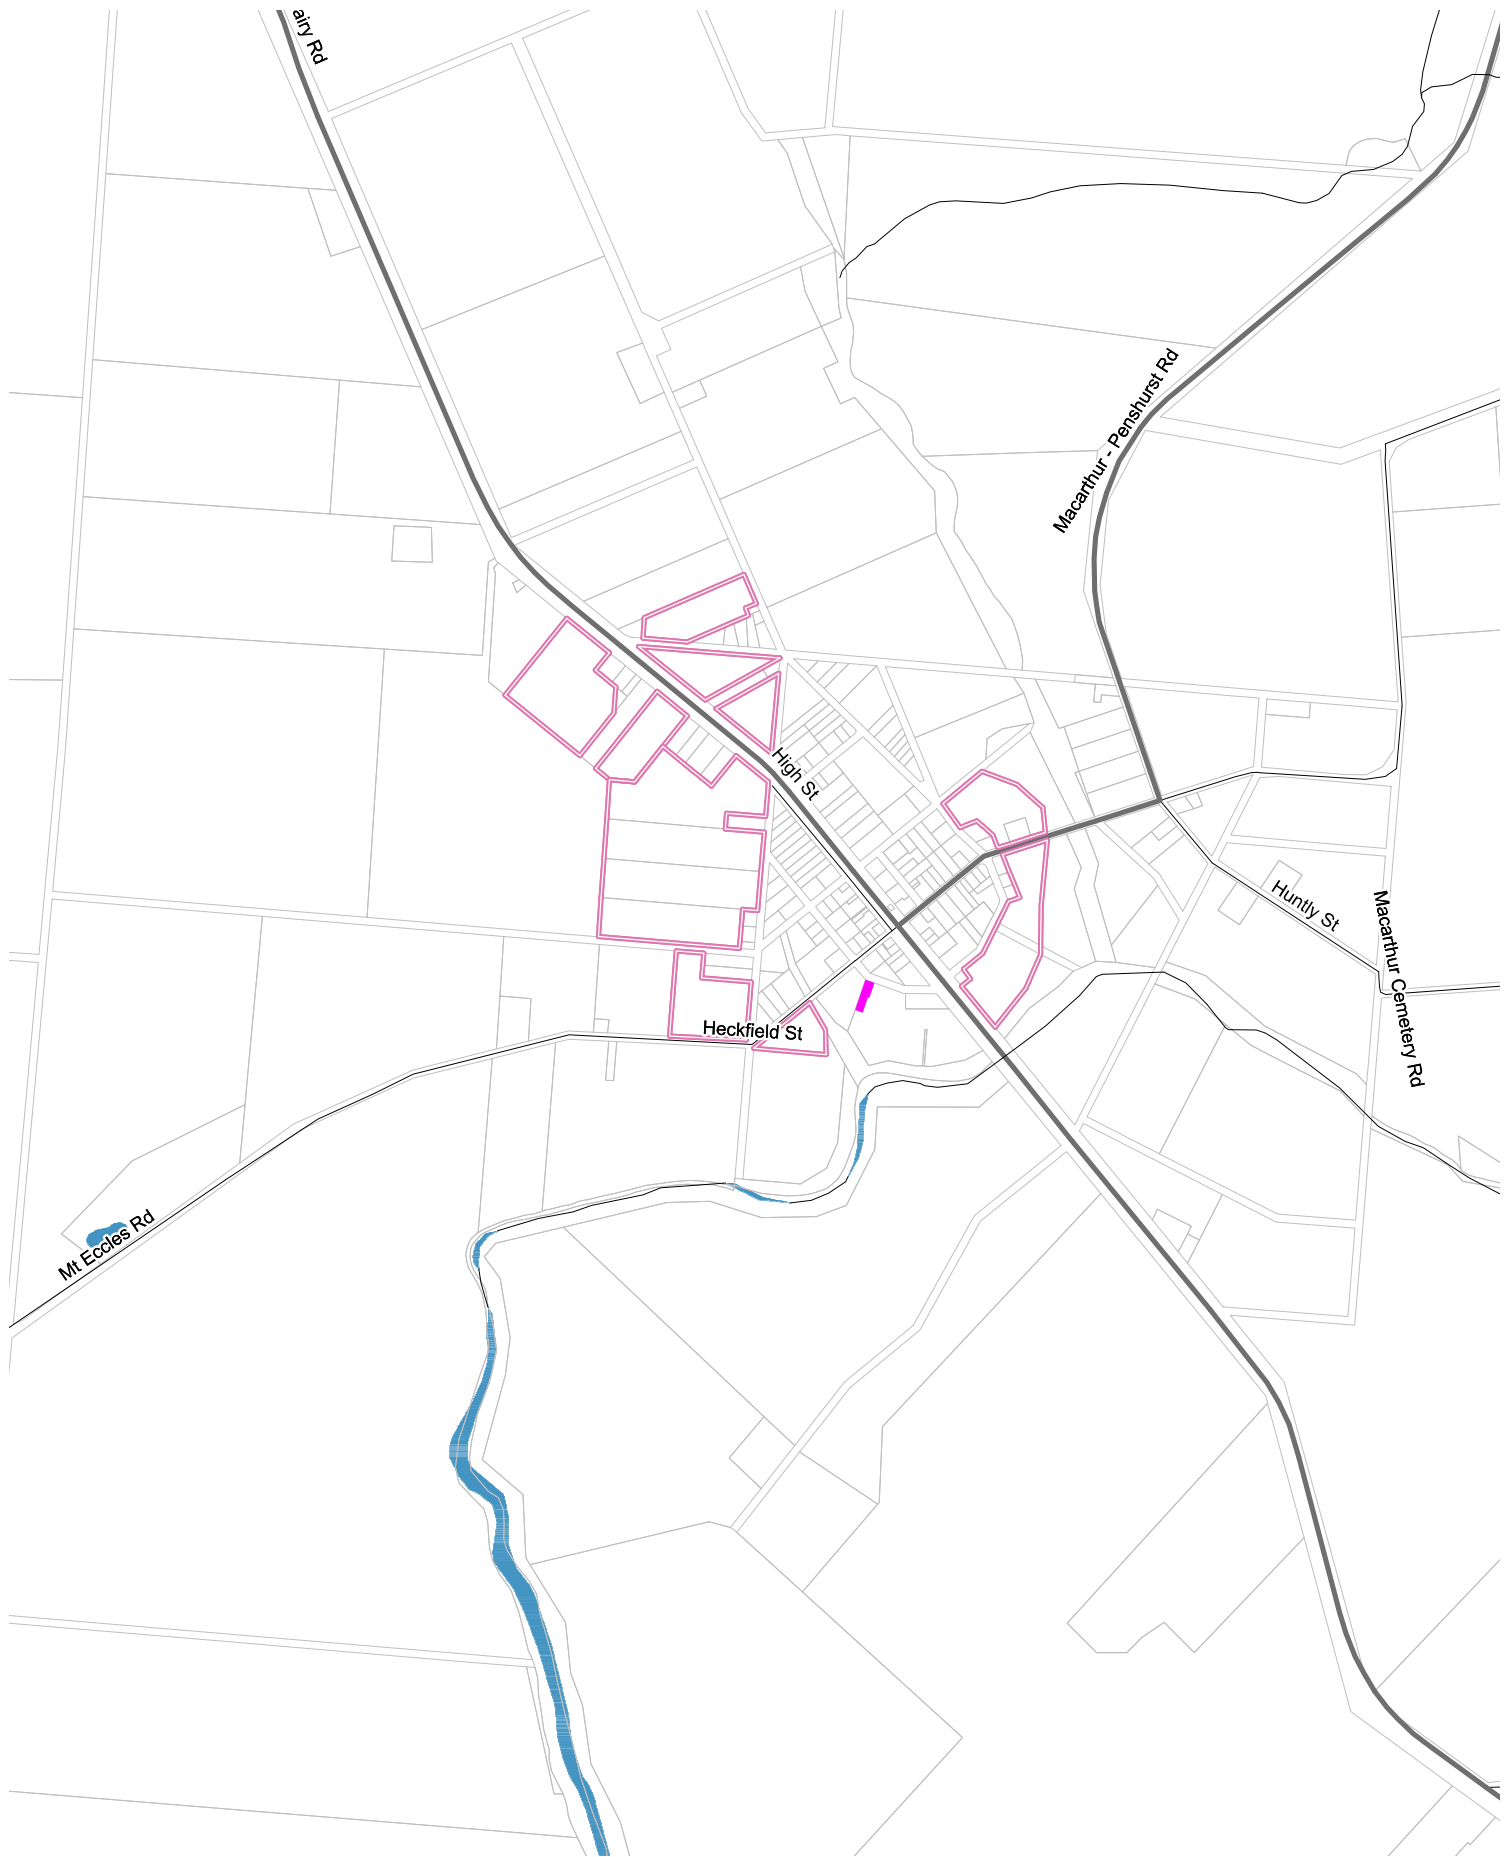 airy Rd
Macarthur - Penshurst Rd
High St
Huntly St
Macarthur Cemetery Rd
Heckfield St
Mt Eccles Rd